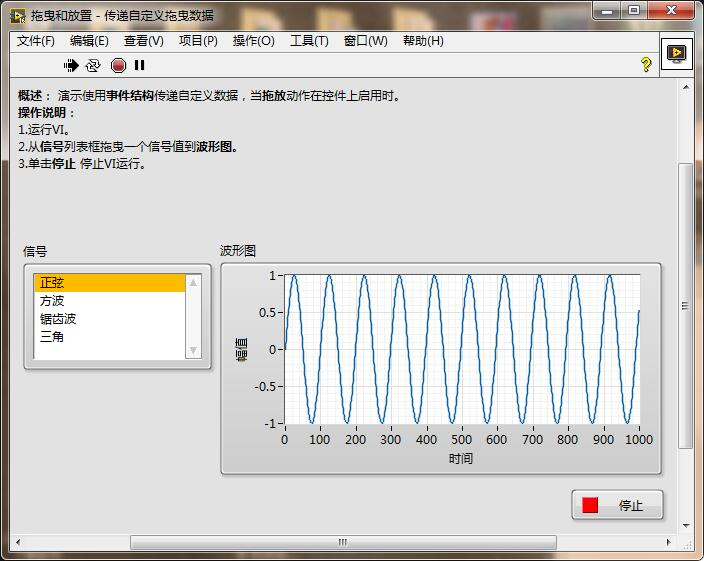 拖曳和放置 - 传递自定义拖曳数据
文件(F) 编辑(E) 查看(V) 项目(P) 操作(O) 工具(T) 窗口(W) 帮助(H)
概述： 演示使用事件结构传递自定义数据，当拖放动作在控件上启用时。
操作说明：
1.运行VI。
2.从信号列表框拖曳一个信号值到波形图。
3.单击停止 停止VI运行。
信号
正弦
方波
锯齿波
三角
波形图
幅值
1
0.5
0
-0.5
-1
0 100 200 300 400 500 600 700 800 900 1000
时间
停止